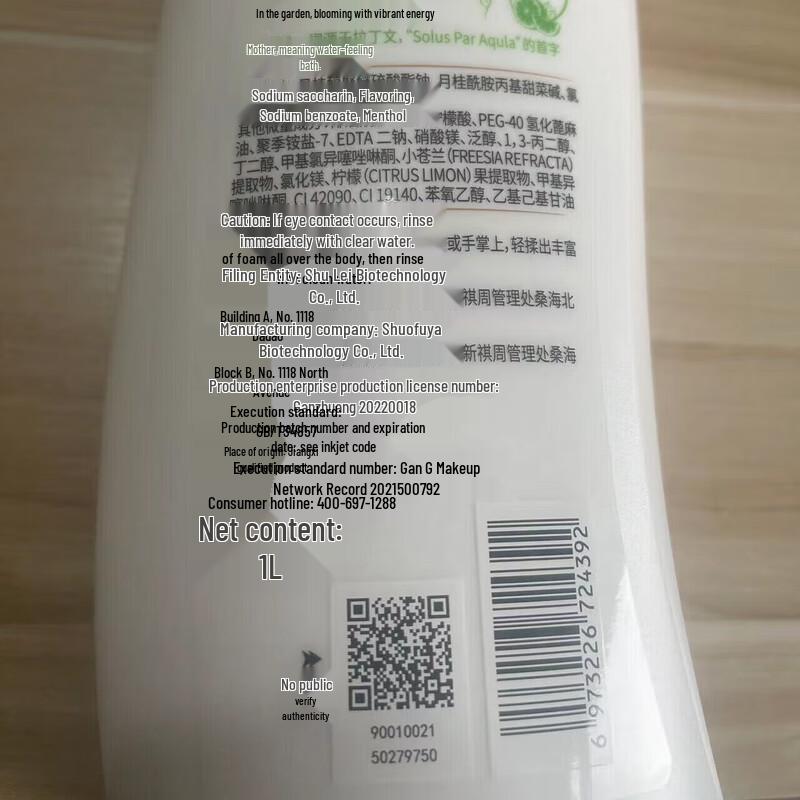 In the garden, blooming with vibrant energy
拉丁文，“Solus Par Aqula”的首字
Mother, meaning water-feeling
bath.
月桂酰胺丙基甜菜碱、氯
Sodium saccharin, Flavoring,
Sodium benzoate, Menthol
柠檬酸、PEG-40 氢化蓖麻
油、聚季铵盐-7、EDTA 二钠、硝酸镁、泛醇、1,3-丙二醇、
丁二醇、甲基氯异噻唑啉酮、小苍兰（FREESIA REFRACTA）
提取物、氯化镁、柠檬（CITRUS LIMON）果提取物、甲基异
CI 42090、CI 19140、苯氧乙醇、乙基己基甘油
Caution: If eye contact occurs, rinse
immediately with clear water.
或手掌上，轻揉出丰富
of foam all over the body, then rinse
Filing Entity: Shu Lei Biotechnology
Co., Ltd.
祺周管理处桑海北
Building A, No. 1118
Dadao
Manufacturing company: Shuofuya
Biotechnology Co., Ltd.
新祺周管理处桑海
Block B, No. 1118 North
Avenue
Production enterprise production license number:
Ganzhuang 20220018
Execution standard:
GB/T34857
Production batch number and expiration
date: see inkjet code
Place of origin: Jiangxi
Execution standard number: Gan G Makeup
Network Record 2021500792
Consumer hotline: 400-697-1288
Net content:
1L
No public
verify
authenticity
90010021
50279750
6 973226 724392